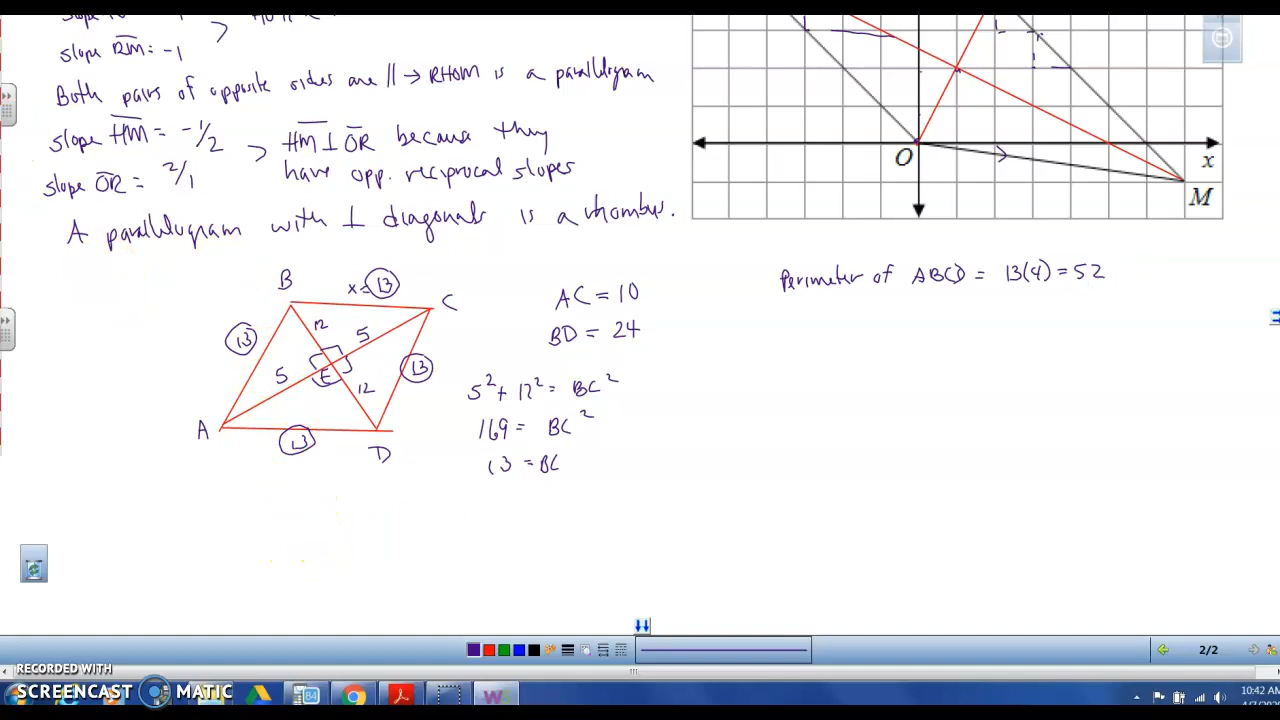 slope RM = -1
Both pairs of opposite sides are // → RHOM is a parallelogram
slope HM = -1/2
slope OR = 2/1
> HM ⊥ OR because they
have opp. reciprocal slopes
A parallelogram with ⊥ diagonals is a rhombus.
O
x
M
B
x = 13
C
13
12
5
E
5
12
13
A
13
D
AC = 10
BD = 24
5² + 12² = BC²
169 = BC²
13 = BC
Perimeter of ABCD = 13(4) = 52
2/2
RECORDED WITH
SCREENCAST MATIC
84
10:42 AM